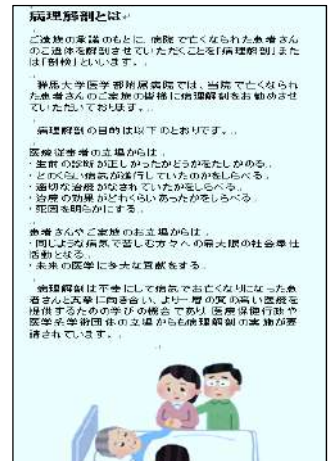 病理解剖とは
ご遺族の承諾のもとに、病院で亡くなられた患者さん
のご遺体を解剖させていただくことを「病理解剖」また
は「剖検」といいます。
群馬大学医学部附属病院では、当院で亡くなられ
た患者さんのご家族の皆様に病理解剖をお勧めさせ
ていただいております。
病理解剖の目的は以下のとおりです。
医療従事者の立場からは
・生前の診断が正しかったかどうかをたしかめる
・どのくらい病気が進行していたのかをしらべる
・適切な治療がなされていたかをしらべる
・治療の効果がどれくらいあったかをしらべる
・死因を明らかにする
患者さんやご家族のお立場からは
・同じような病気で苦しむ方々への最大限の社会奉仕
活動となる
・未来の医学に多大な貢献をする
病理解剖は不幸にして病気でお亡くなりになった患
者さんと真摯に向き合い、より一層の質の高い医療を
提供するための学びの機会であり、医療保健行政や
医学系学術団体の立場からも病理解剖の実施が要
請されています。